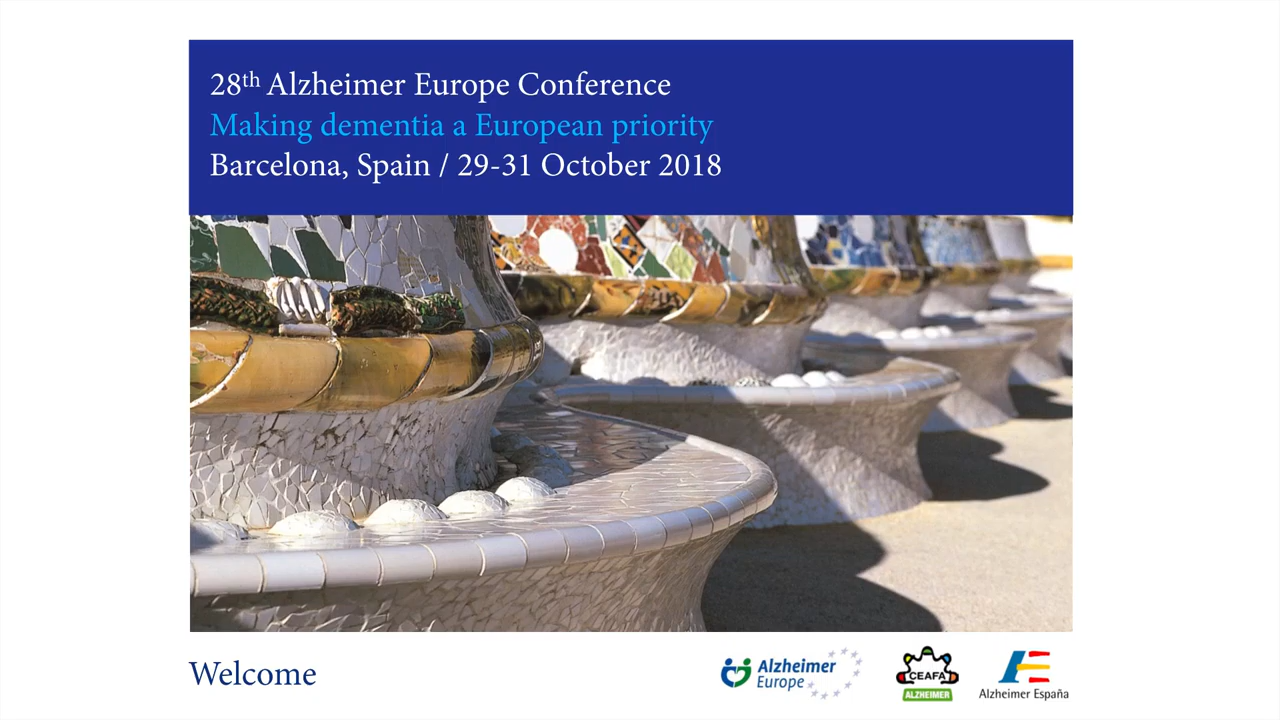 28th Alzheimer Europe Conference
Making dementia a European priority
Barcelona, Spain / 29-31 October 2018
Welcome
Alzheimer
Europe
CEAFA
ALZHEIMER
Alzheimer España